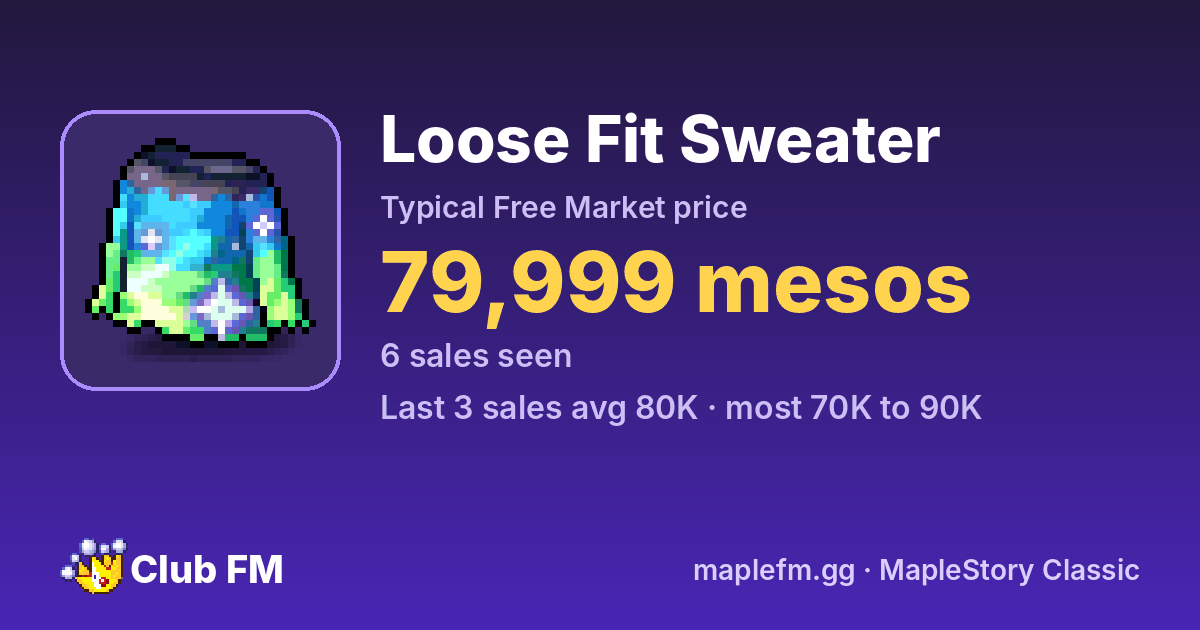 Loose Fit Sweater
Typical Free Market price
79,999 mesos
6 sales seen
Last 3 sales avg 80K · most 70K to 90K
Club FM
maplefm.gg · MapleStory Classic